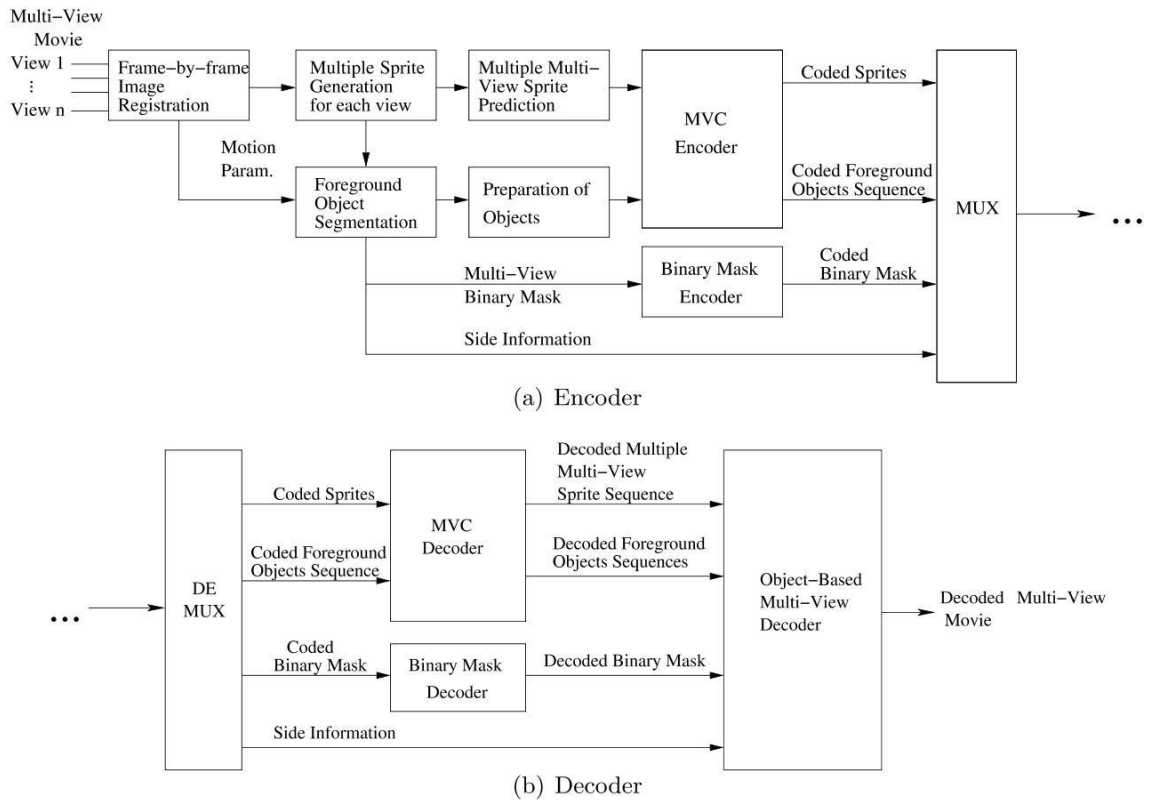 Multi−View
Movie
View 1
⋮
View n
Frame−by−frame
Image
Registration
Multiple Sprite
Generation
for each view
Multiple Multi−
View Sprite
Prediction
MVC
Encoder
Coded Sprites
Motion
Param.
Foreground
Object
Segmentation
Preparation of
Objects
Coded Foreground
Objects Sequence
MUX
...
Multi−View
Binary Mask
Binary Mask
Encoder
Coded
Binary Mask
Side Information
(a) Encoder
...
DE
MUX
Coded Sprites
Coded Foreground
Objects Sequence
Coded
Binary Mask
Side Information
MVC
Decoder
Binary Mask
Decoder
Decoded Multiple
Multi−View
Sprite Sequence
Decoded Foreground
Objects Sequences
Decoded Binary Mask
Object−Based
Multi−View
Decoder
Decoded Multi−View
Movie
(b) Decoder